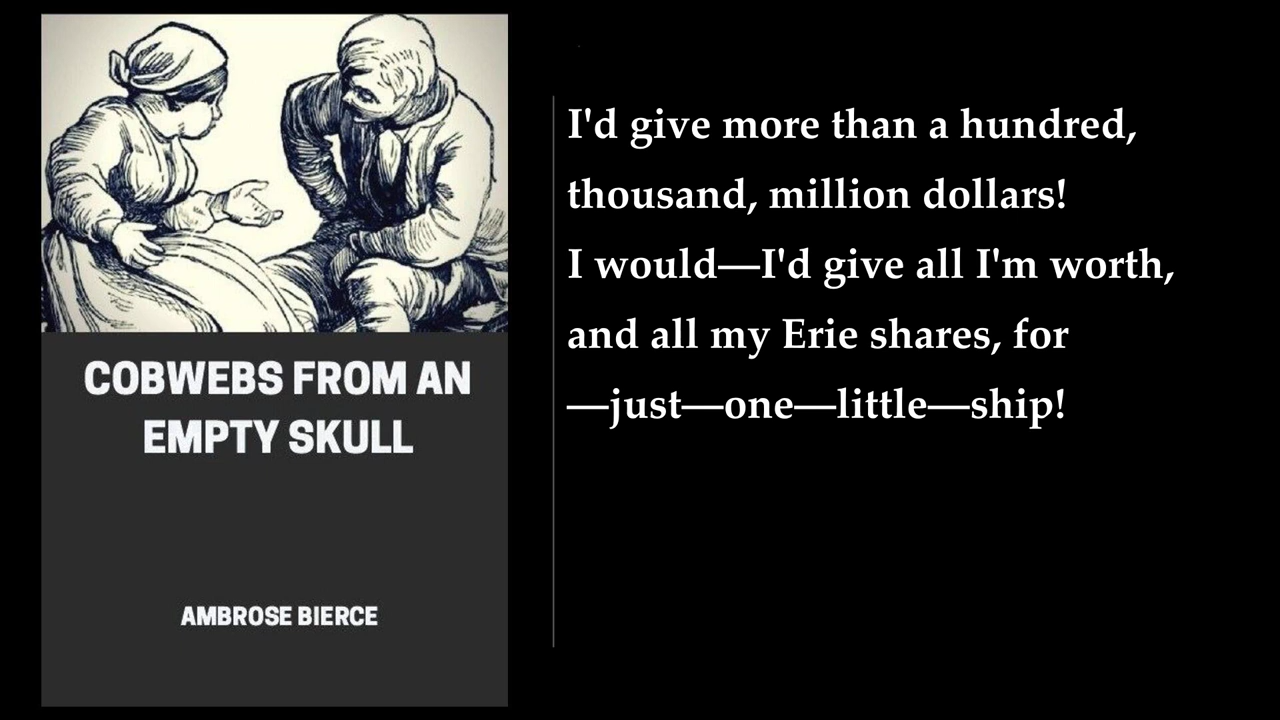 COBWEBS FROM AN
EMPTY SKULL
AMBROSE BIERCE
I'd give more than a hundred,
thousand, million dollars!
I would—I'd give all I'm worth,
and all my Erie shares, for
—just—one—little—ship!